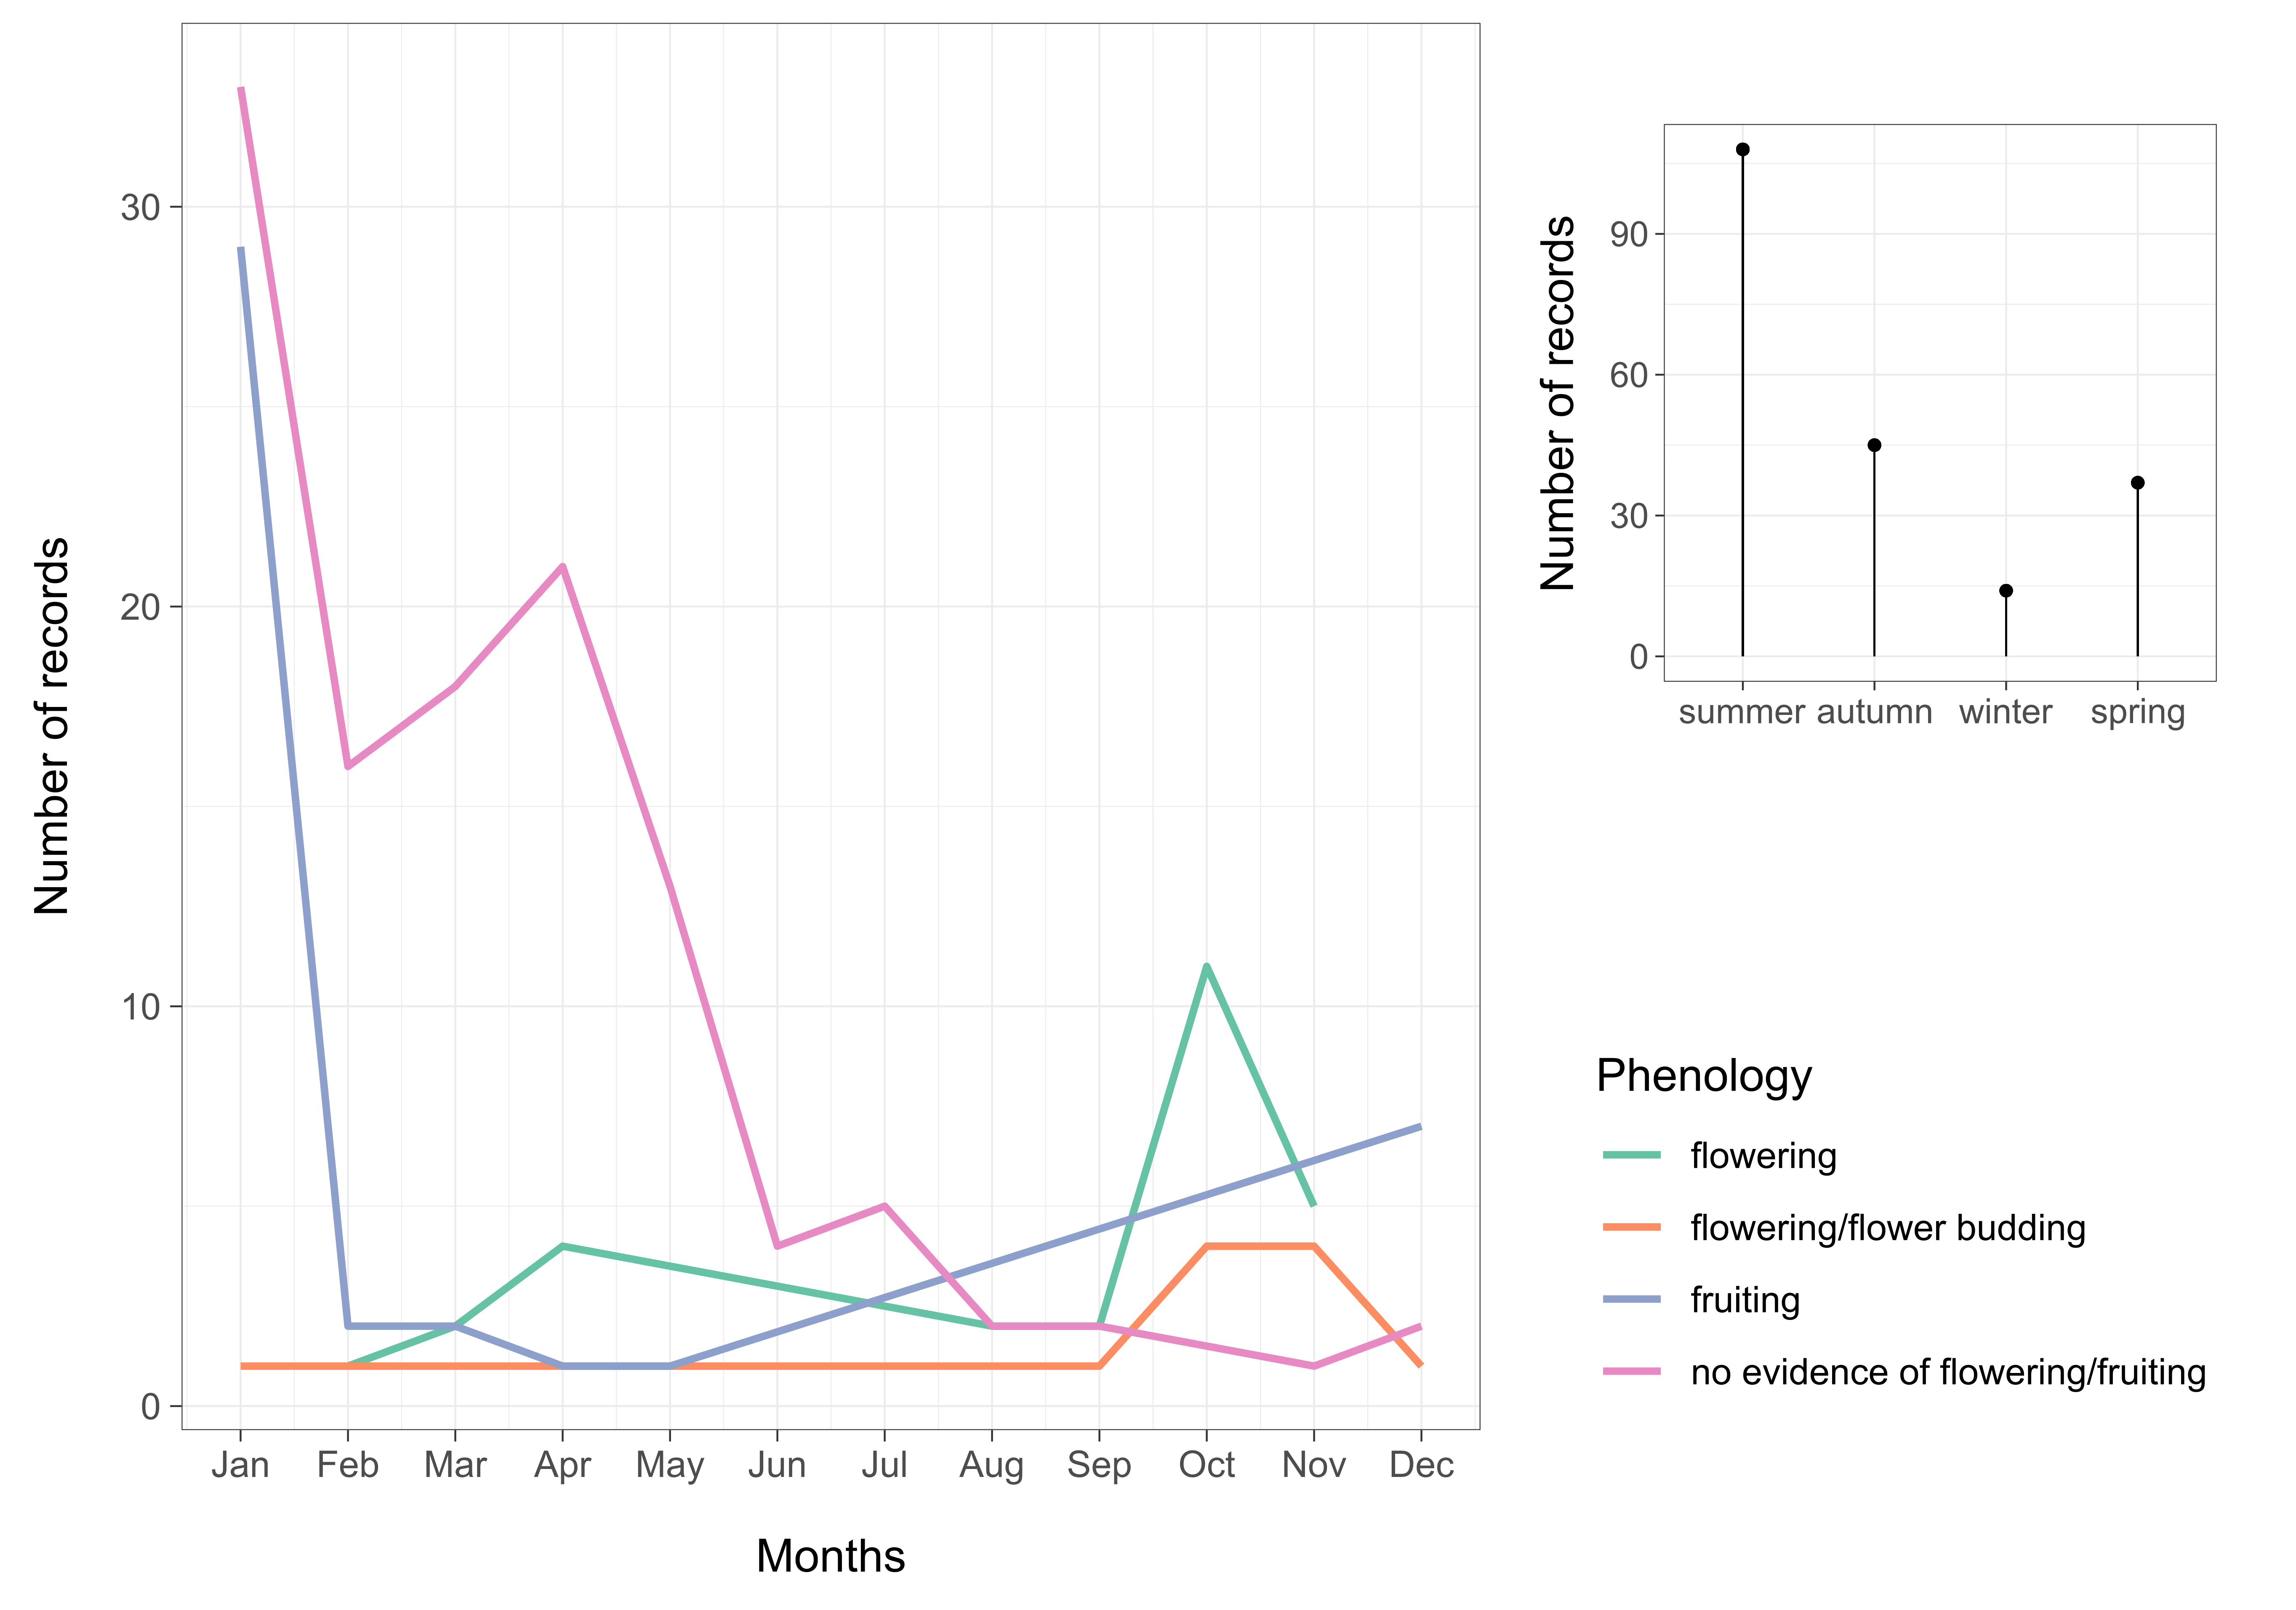 Number of records
30
20
10
0
Jan Feb Mar Apr May Jun Jul Aug Sep Oct Nov Dec
Months
Number of records
90
60
30
0
summer autumn winter spring
Phenology
flowering
flowering/flower budding
fruiting
no evidence of flowering/fruiting